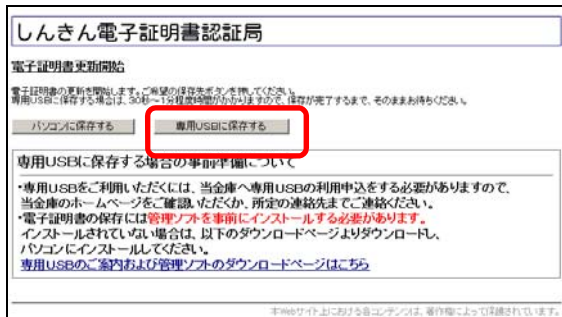 しんきん電子証明書認証局
電子証明書更新開始
電子証明書の更新を開始します。ご希望の保存先ボタンを押してください。
専用USBに保存する場合は、30秒～1分程度時間がかかりますので、保存が完了するまで、そのままお待ちください。
パソコンに保存する
専用USBに保存する
専用USBに保存する場合の事前準備について
・専用USBをご利用いただくには、当金庫へ専用USBの利用申込をする必要がありますので、
当金庫のホームページをご確認いただくか、所定の連絡先までご連絡ください。
・電子証明書の保存には管理ソフトを事前にインストールする必要があります。
インストールされていない場合は、以下のダウンロードページよりダウンロードし、
パソコンにインストールしてください。
専用USBのご案内および管理ソフトのダウンロードページはこちら
本Webサイト上における各コンテンツは、著作権によって保護されています。